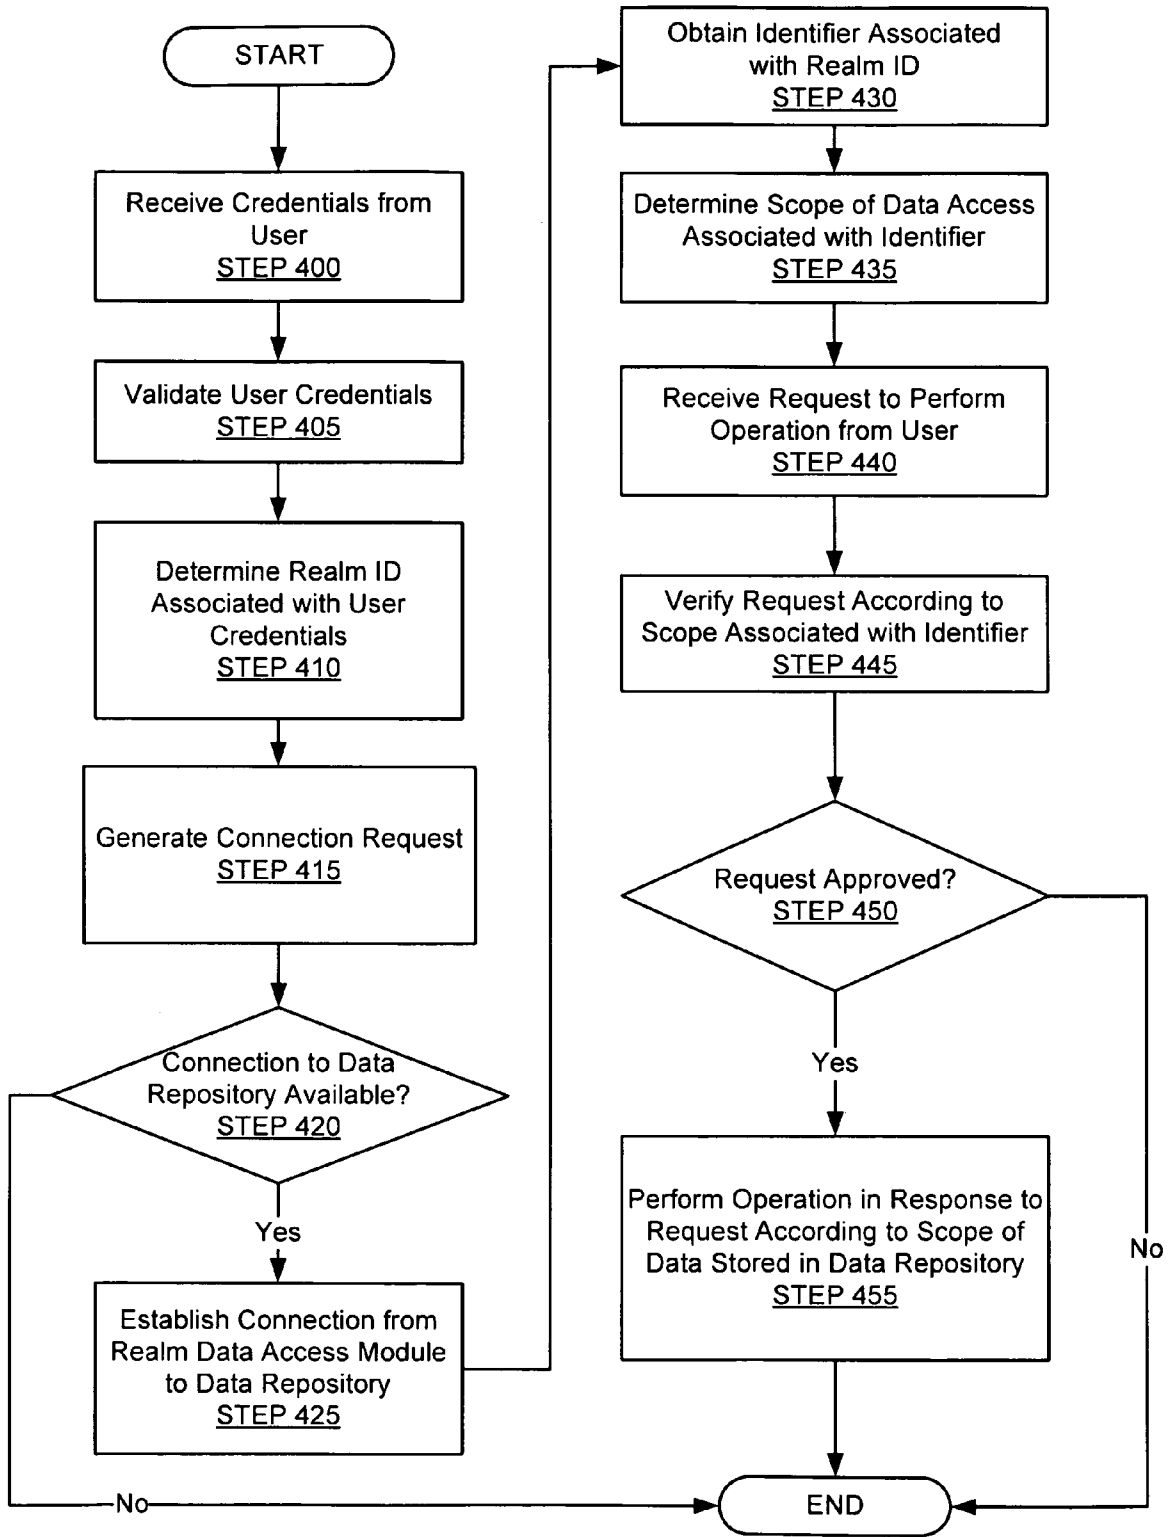 START
Receive Credentials from
User
STEP 400
Validate User Credentials
STEP 405
Determine Realm ID
Associated with User
Credentials
STEP 410
Generate Connection Request
STEP 415
Connection to Data
Repository Available?
STEP 420
Yes
Establish Connection from
Realm Data Access Module
to Data Repository
STEP 425
No
Obtain Identifier Associated
with Realm ID
STEP 430
Determine Scope of Data Access
Associated with Identifier
STEP 435
Receive Request to Perform
Operation from User
STEP 440
Verify Request According to
Scope Associated with Identifier
STEP 445
Request Approved?
STEP 450
Yes
No
Perform Operation in Response to
Request According to Scope of
Data Stored in Data Repository
STEP 455
END